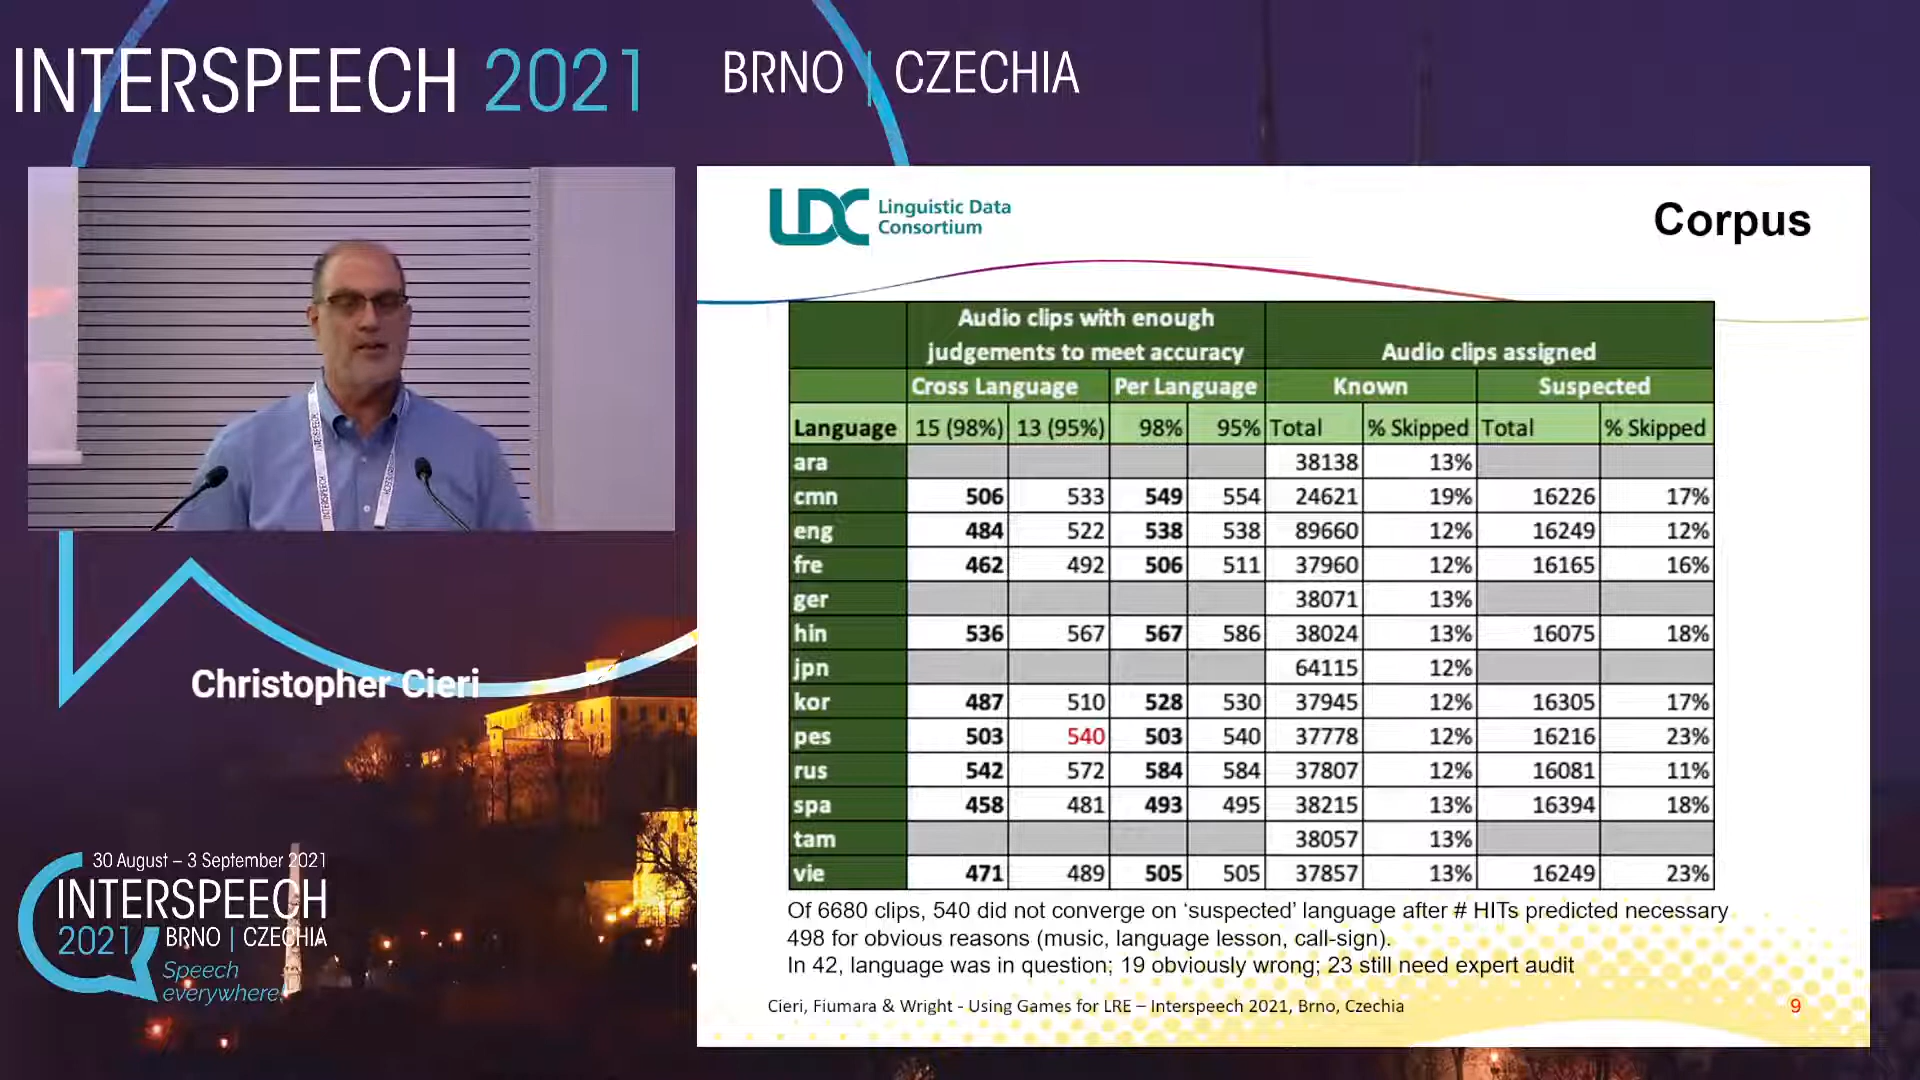 INTERSPEECH 2021 BRNO | CZECHIA
LDC Linguistic Data
Consortium
Corpus
Audio clips with enough
judgements to meet accuracy
Audio clips assigned
Cross Language Per Language Known Suspected
Language 15 (98%) 13 (95%) 98% 95% Total % Skipped Total % Skipped
ara 38138 13%
cmn 506 533 549 554 24621 19% 16226 17%
eng 484 522 538 538 89660 12% 16249 12%
fre 462 492 506 511 37960 12% 16165 16%
ger 38071 13%
hin 536 567 567 586 38024 13% 16075 18%
jpn 64115 12%
kor 487 510 528 530 37945 12% 16305 17%
pes 503 540 503 540 37778 12% 16216 23%
rus 542 572 584 584 37807 12% 16081 11%
spa 458 481 493 495 38215 13% 16394 18%
tam 38057 13%
vie 471 489 505 505 37857 13% 16249 23%
Of 6680 clips, 540 did not converge on ‘suspected’ language after # HITs predicted necessary
498 for obvious reasons (music, language lesson, call-sign).
In 42, language was in question; 19 obviously wrong; 23 still need expert audit
Cieri, Fiumara & Wright - Using Games for LRE – Interspeech 2021, Brno, Czechia
9
INTERSPEECH
Christopher Cieri
30 August – 3 September 2021
INTERSPEECH
2021 BRNO | CZECHIA
Speech
everywhere!